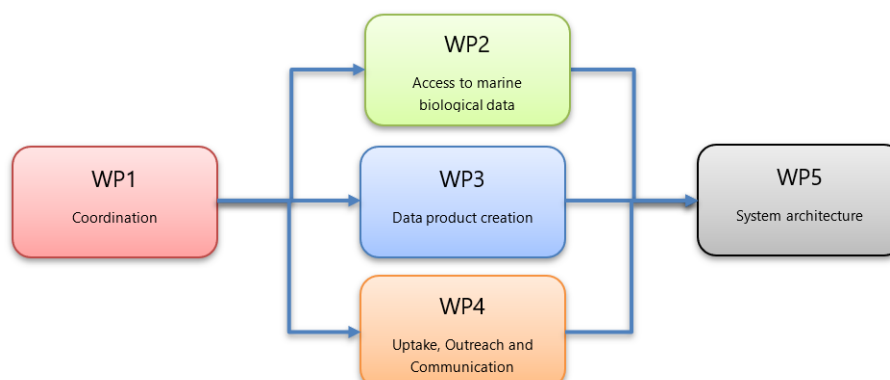 WP2
Access to marine
biological data
WP1
Coordination
WP3
Data product creation
WP5
System architecture
WP4
Uptake, Outreach and
Communication